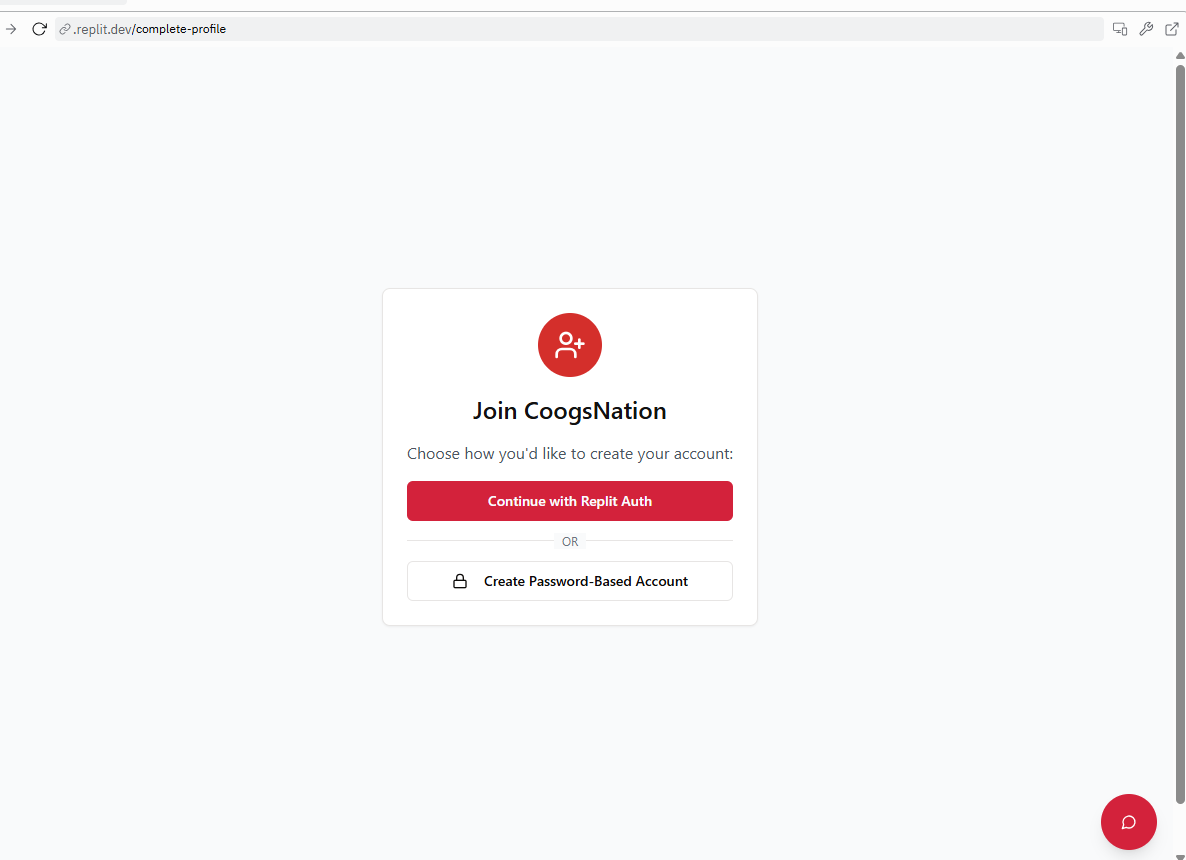 .replit.dev/complete-profile
Join CoogsNation
Choose how you'd like to create your account:
Continue with Replit Auth
OR
Create Password-Based Account